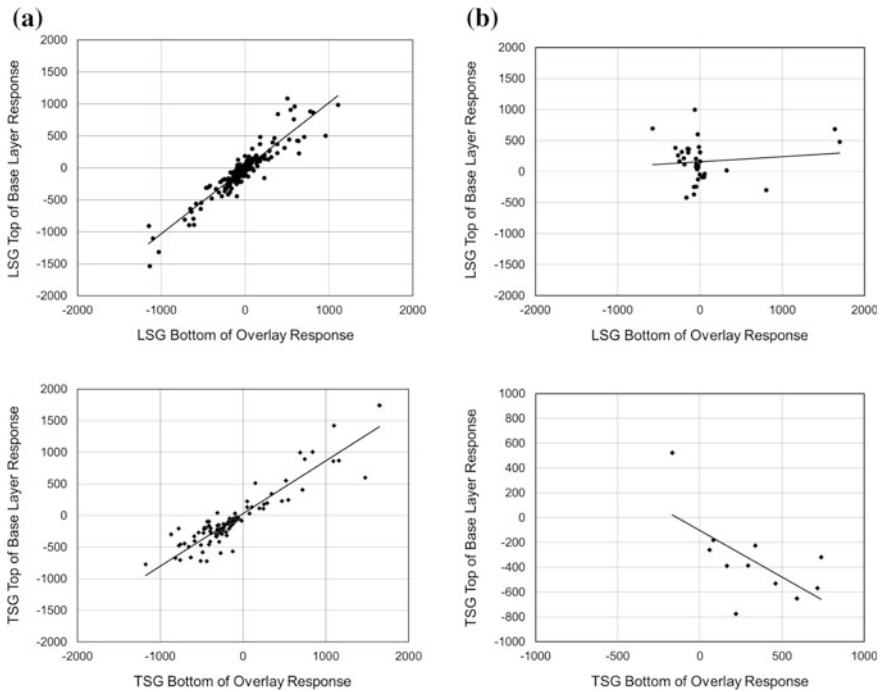 (a)
2000
1500
1000
500
0
-500
-1000
-1500
-2000
-2000 -1000 0 1000 2000
LSG Top of Base Layer Response
LSG Bottom of Overlay Response
(b)
2000
1500
1000
500
0
-500
-1000
-1500
-2000
-2000 -1000 0 1000 2000
LSG Top of Base Layer Response
LSG Bottom of Overlay Response
2000
1500
1000
500
0
-500
-1000
-1500
-2000
-2000 -1000 0 1000 2000
TSG Top of Base Layer Response
TSG Bottom of Overlay Response
1000
800
600
400
200
0
-200
-400
-600
-800
-1000
-1000 -500 0 500 1000
TSG Top of Base Layer Response
TSG Bottom of Overlay Response